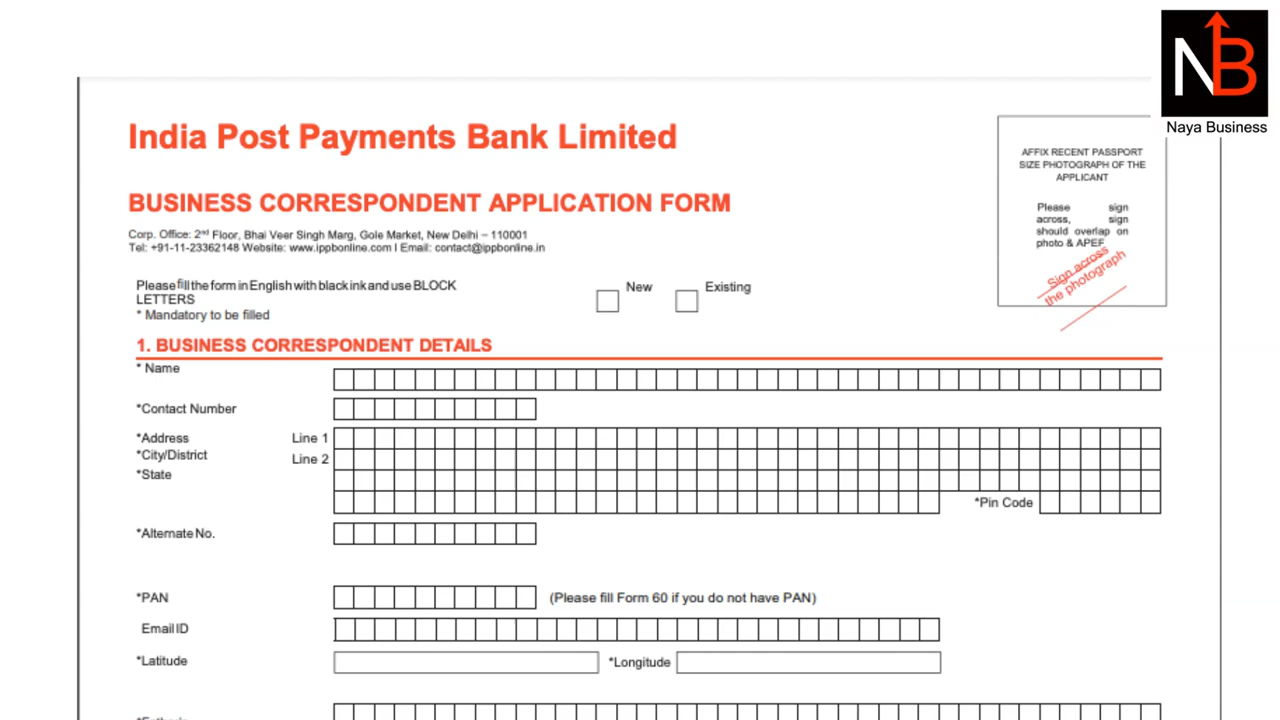 NB
Naya Business
India Post Payments Bank Limited
AFFIX RECENT PASSPORT
SIZE PHOTOGRAPH OF THE
APPLICANT
Please sign
across, sign
should overlap on
photo & APEF
Sign across
the photograph
BUSINESS CORRESPONDENT APPLICATION FORM
Corp. Office: 2nd Floor, Bhai Veer Singh Marg, Gole Market, New Delhi – 110001
Tel: +91-11-23362148 Website: www.ippbonline.com I Email: contact@ippbonline.in
Please fill the form in English with black ink and use BLOCK
LETTERS
* Mandatory to be filled
New
Existing
1. BUSINESS CORRESPONDENT DETAILS
* Name
*Contact Number
*Address Line 1
*City/District Line 2
*State
*Pin Code
*Alternate No.
*PAN (Please fill Form 60 if you do not have PAN)
Email ID
*Latitude *Longitude